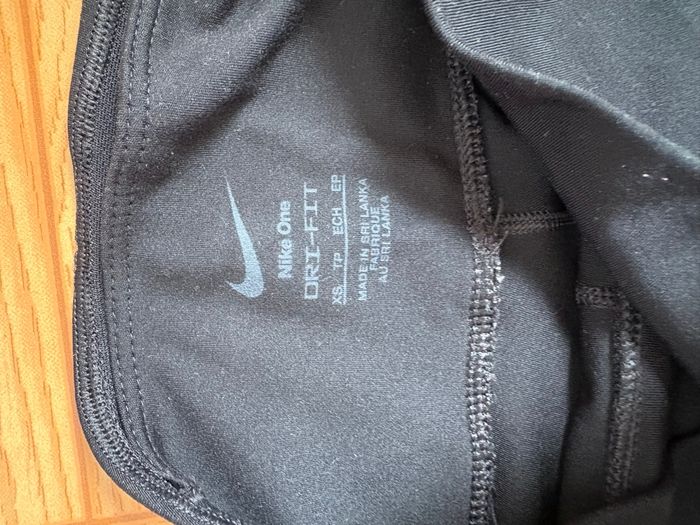 Nike One
DRI-FIT
XS TP ECH EP
MADE IN SRI LANKA
FABRIQUE
AU SRI LANKA